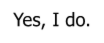 Yes, I do.